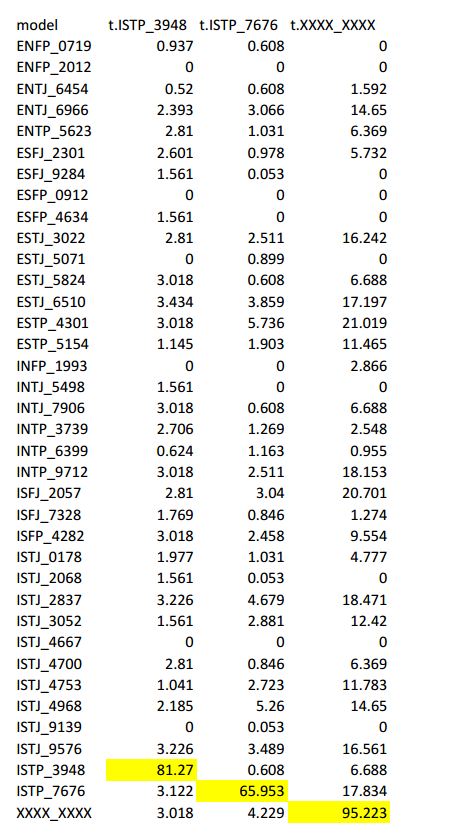 model t.ISTP_3948 t.ISTP_7676 t.XXXX_XXXX
ENFP_0719 0.937 0.608 0
ENFP_2012 0 0 0
ENTJ_6454 0.52 0.608 1.592
ENTJ_6966 2.393 3.066 14.65
ENTP_5623 2.81 1.031 6.369
ESFJ_2301 2.601 0.978 5.732
ESFJ_9284 1.561 0.053 0
ESFP_0912 0 0 0
ESFP_4634 1.561 0 0
ESTJ_3022 2.81 2.511 16.242
ESTJ_5071 0 0.899 0
ESTJ_5824 3.018 0.608 6.688
ESTJ_6510 3.434 3.859 17.197
ESTP_4301 3.018 5.736 21.019
ESTP_5154 1.145 1.903 11.465
INFP_1993 0 0 2.866
INTJ_5498 1.561 0 0
INTJ_7906 3.018 0.608 6.688
INTP_3739 2.706 1.269 2.548
INTP_6399 0.624 1.163 0.955
INTP_9712 3.018 2.511 18.153
ISFJ_2057 2.81 3.04 20.701
ISFJ_7328 1.769 0.846 1.274
ISFP_4282 3.018 2.458 9.554
ISTJ_0178 1.977 1.031 4.777
ISTJ_2068 1.561 0.053 0
ISTJ_2837 3.226 4.679 18.471
ISTJ_3052 1.561 2.881 12.42
ISTJ_4667 0 0 0
ISTJ_4700 2.81 0.846 6.369
ISTJ_4753 1.041 2.723 11.783
ISTJ_4968 2.185 5.26 14.65
ISTJ_9139 0 0.053 0
ISTJ_9576 3.226 3.489 16.561
ISTP_3948 81.27 0.608 6.688
ISTP_7676 3.122 65.953 17.834
XXXX_XXXX 3.018 4.229 95.223